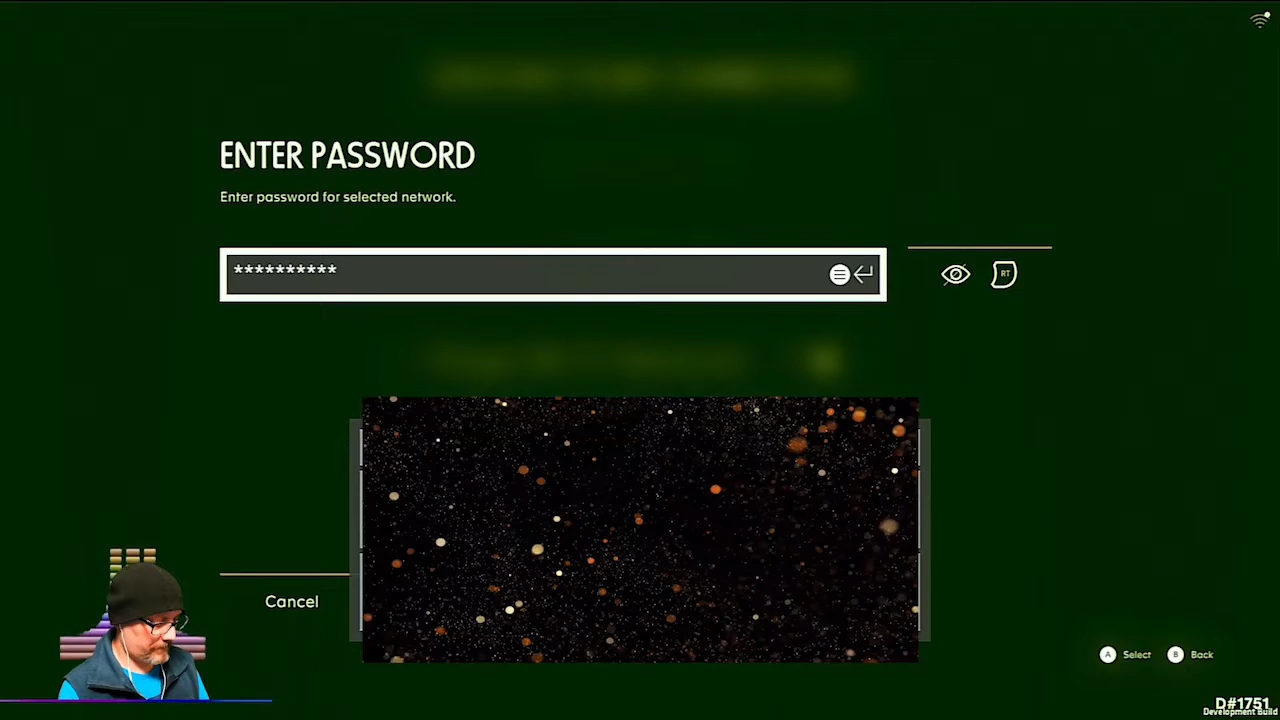 ENTER PASSWORD
Enter password for selected network.
**********
RT
Cancel
A Select B Back
D#1751
Development Build